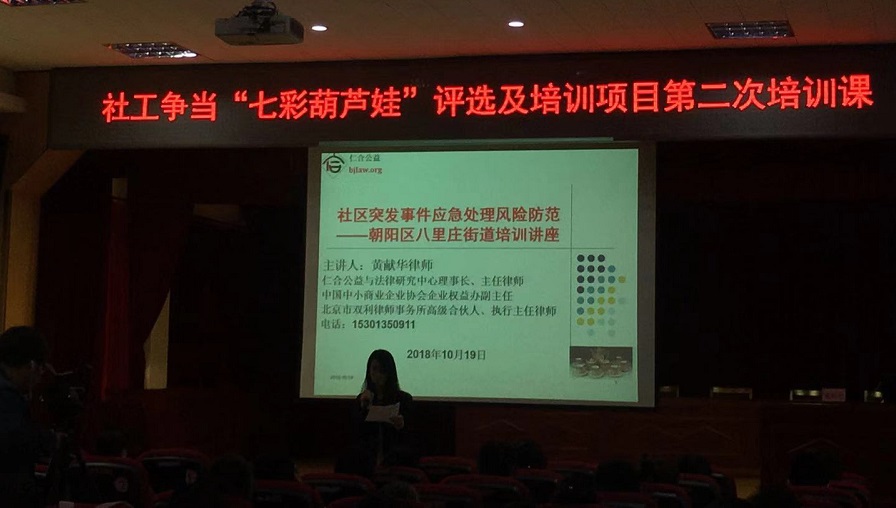 社工争当“七彩葫芦娃”评选及培训项目第二次培训课
仁合公益
bjlaw.org
社区突发事件应急处理风险防范
——朝阳区八里庄街道培训讲座
主讲人：黄献华律师
仁合公益与法律研究中心理事长、主任律师
中国中小商业企业协会企业权益办副主任
北京市双利律师事务所高级合伙人、执行主任律师
电话：15301350911
2018年10月19日